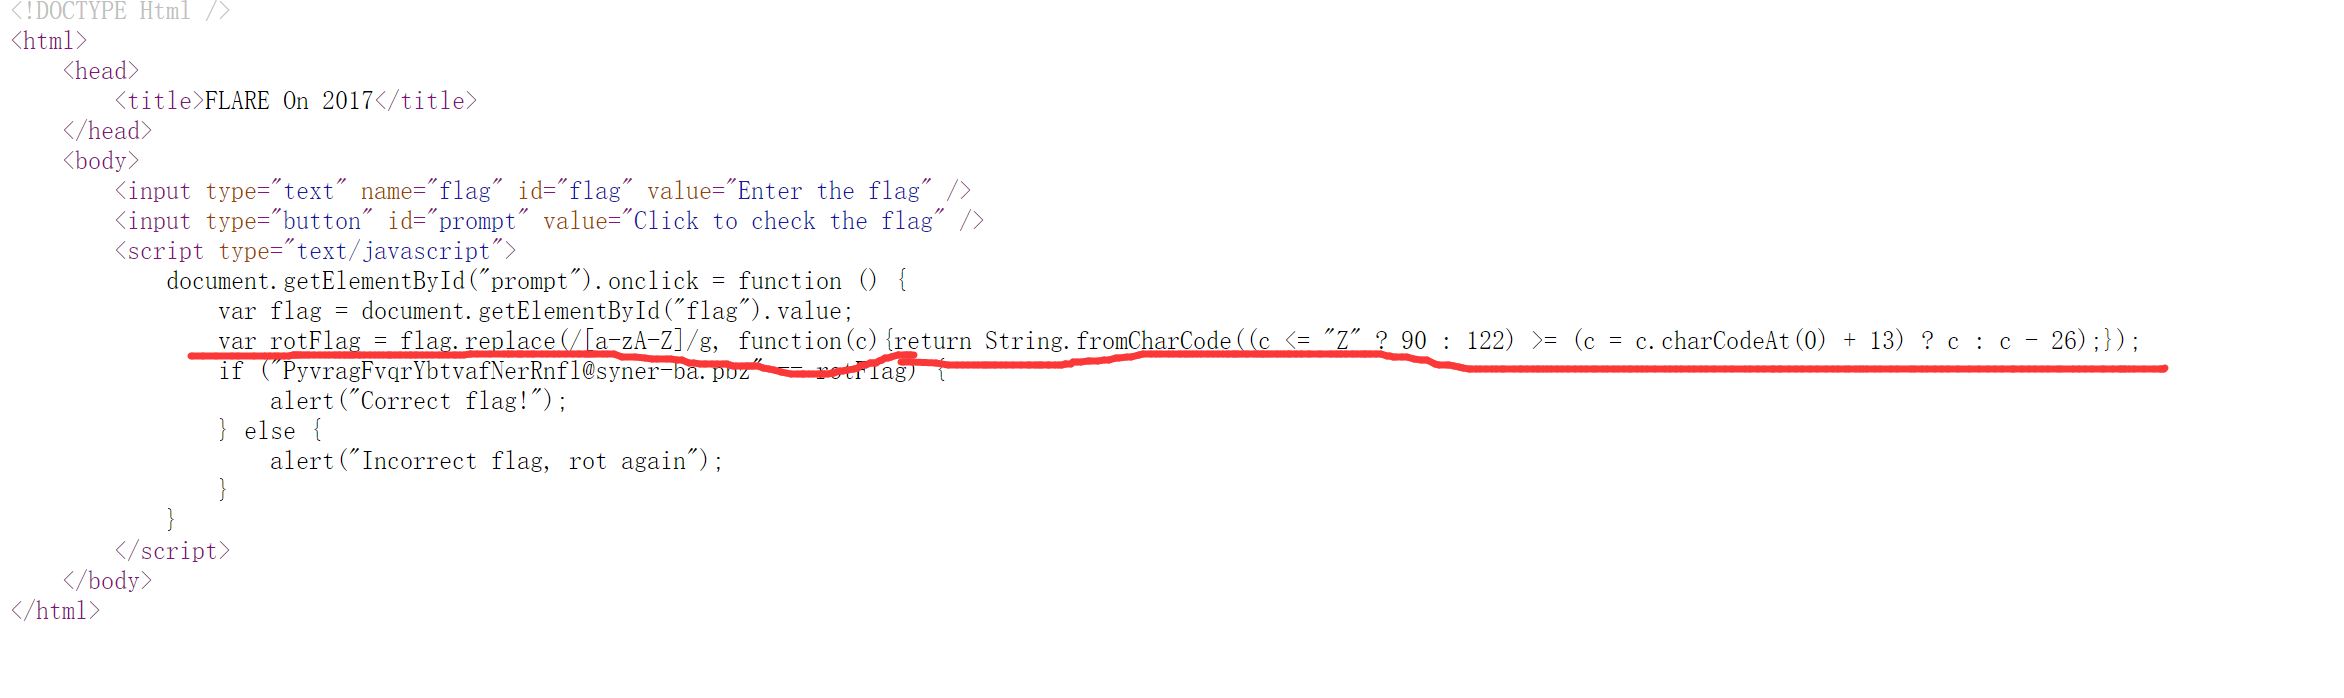 <!DOCTYPE Html />
<html>
    <head>
        <title>FLARE On 2017</title>
    </head>
    <body>
        <input type="text" name="flag" id="flag" value="Enter the flag" />
        <input type="button" id="prompt" value="Click to check the flag" />
        <script type="text/javascript">
            document.getElementById("prompt").onclick = function () {
                var flag = document.getElementById("flag").value;
                var rotFlag = flag.replace(/[a-zA-Z]/g, function(c){return String.fromCharCode((c <= "Z" ? 90 : 122) >= (c = c.charCodeAt(0) + 13) ? c : c - 26);});
                if ("PyvragFvqrYbtvafNerRnfl@syner-ba.pbz" == rotFlag) {
                    alert("Correct flag!");
                } else {
                    alert("Incorrect flag, rot again");
                }
            }
        </script>
    </body>
</html>